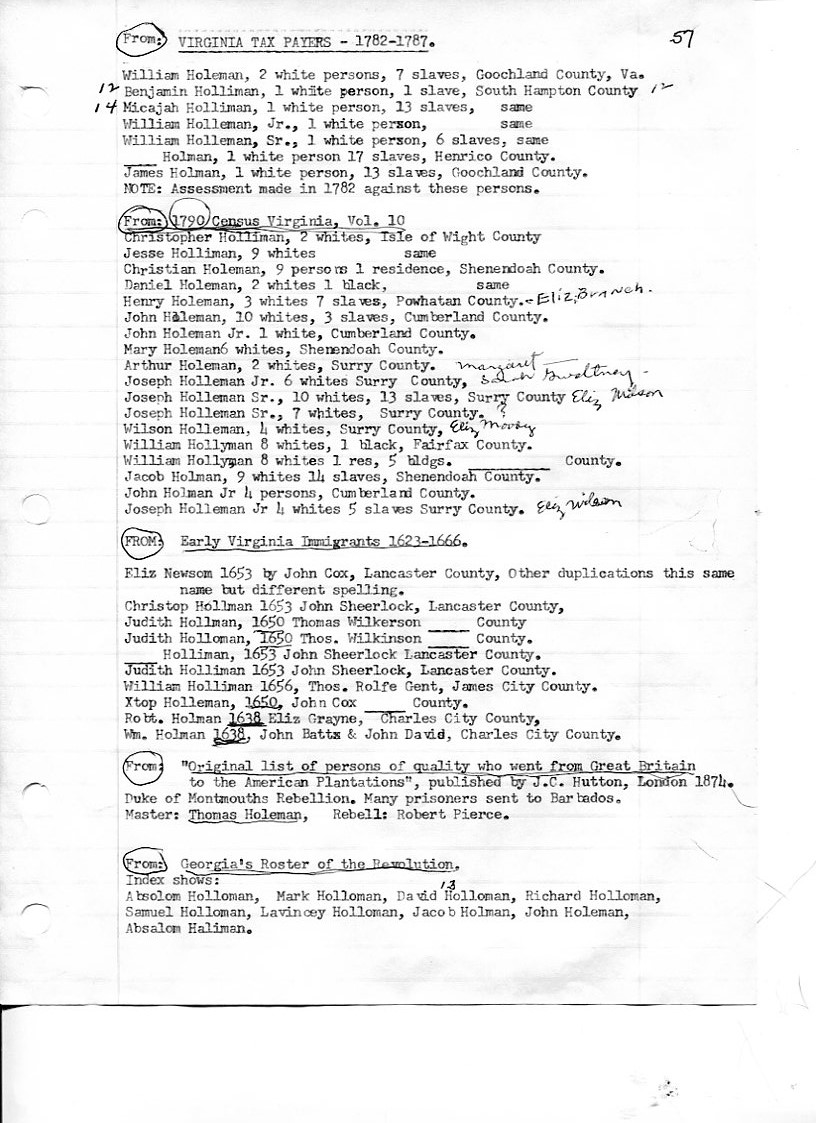 From: VIRGINIA TAX PAYERS - 1782-1787. 57
William Holeman, 2 white persons, 7 slaves, Goochland County, Va.
12 Benjamin Holliman, 1 white person, 1 slave, South Hampton County 12
14 Micajah Holliman, 1 white person, 13 slaves, same
William Holleman, Jr., 1 white person, same
William Holleman, Sr., 1 white person, 6 slaves, same
____ Holman, 1 white person 17 slaves, Henrico County.
James Holman, 1 white person, 13 slaves, Goochland County.
NOTE: Assessment made in 1782 against these persons.
From: 1790 Census Virginia, Vol. 10
Christopher Holliman, 2 whites, Isle of Wight County
Jesse Holliman, 9 whites same
Christian Holeman, 9 persons 1 residence, Shenendoah County.
Daniel Holeman, 2 whites 1 black, same
Henry Holeman, 3 whites 7 slaves, Powhatan County. - Eliz. Branch.
John Holeman, 10 whites, 3 slaves, Cumberland County.
John Holeman Jr. 1 white, Cumberland County.
Mary Holeman6 whites, Shenendoah County.
Arthur Holeman, 2 whites, Surry County. Margaret
Joseph Holleman Jr. 6 whites Surry County, Sarah Gwaltney -
Joseph Holleman Sr., 10 whites, 13 slaves, Surry County Eliz
Joseph Holleman Sr., 7 whites, Surry County. ?
Wilson Holleman, 4 whites, Surry County, Eliz Moody
William Hollyman 8 whites, 1 black, Fairfax County.
William Hollyman 8 whites 1 res, 5 bldgs. ________ County.
Jacob Holman, 9 whites 14 slaves, Shenendoah County.
John Holman Jr 4 persons, Cumberland County.
Joseph Holleman Jr 4 whites 5 slaves Surry County. Eliz Wilson
FROM: Early Virginia Immigrants 1623-1666.
Eliz Newsom 1653 by John Cox, Lancaster County, Other duplications this same
name but different spelling.
Christop Hollman 1653 John Sheerlock, Lancaster County,
Judith Hollman, 1650 Thomas Wilkerson ____ County
Judith Holloman, 1650 Thos. Wilkinson ____ County.
____ Holliman, 1653 John Sheerlock Lancaster County.
Judith Holliman 1653 John Sheerlock, Lancaster County.
William Holliman 1656, Thos. Rolfe Gent, James City County.
Xtop Holleman, 1650, John Cox ____ County.
Robt. Holman 1638 Eliz Grayne, Charles City County,
Wm. Holman 1638, John Batts & John David, Charles City County.
From: "Original list of persons of quality who went from Great Britain
to the American Plantations", published by J.C. Hutton, London 1874.
Duke of Montmouths Rebellion. Many prisoners sent to Barbados.
Master: Thomas Holeman, Rebell: Robert Pierce.
From: Georgia's Roster of the Revolution.
Index shows:
13
Absolom Holloman, Mark Holloman, David Holloman, Richard Holloman,
Samuel Holloman, Lavincey Holloman, Jacob Holman, John Holeman,
Absalom Haliman.